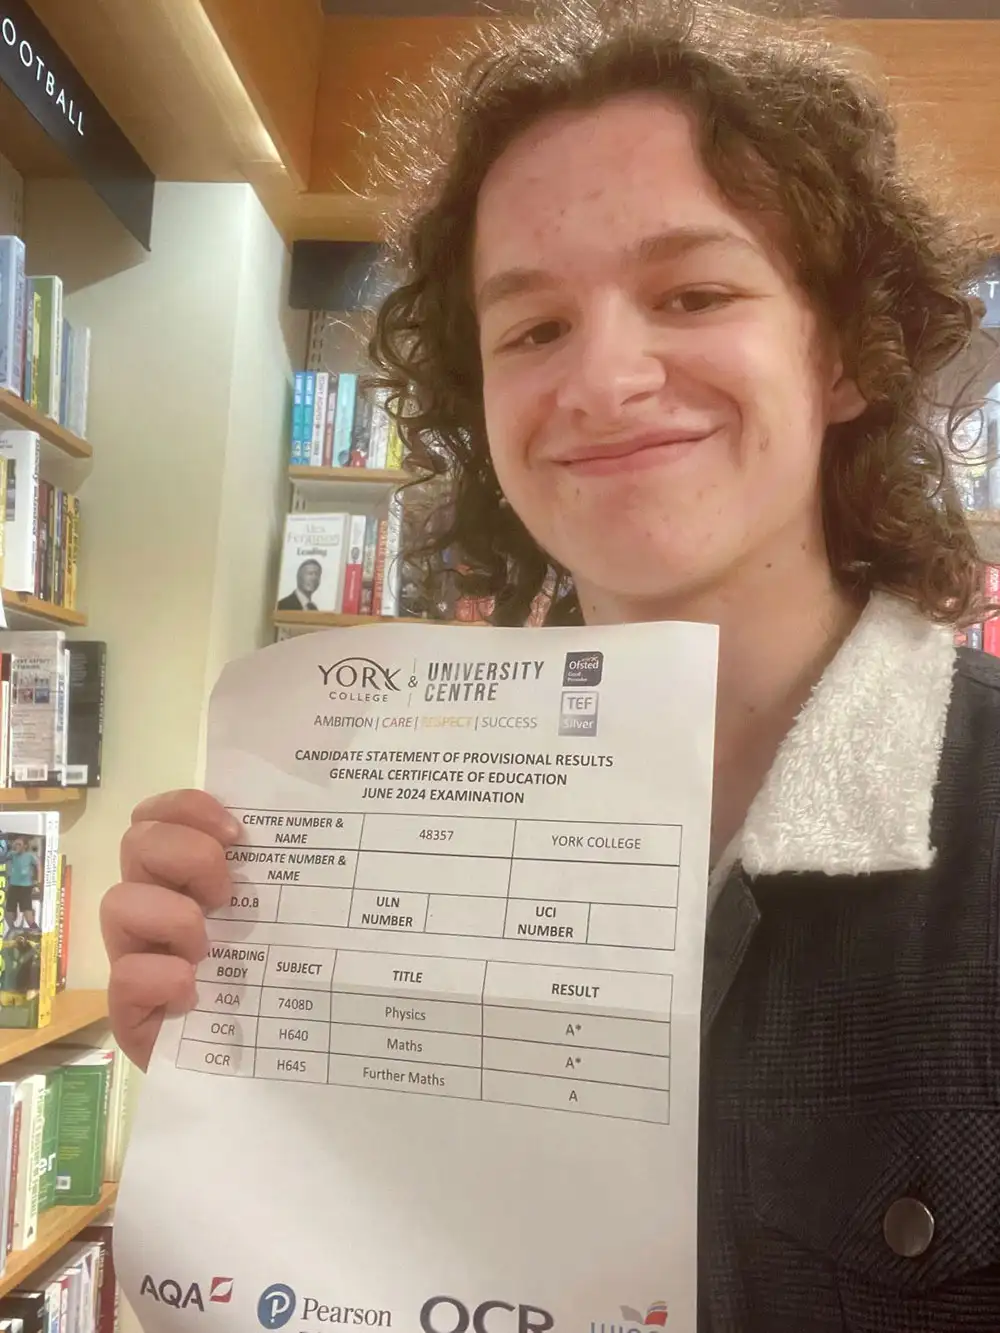 OOTBALL
Alex
Ferguson
Leading
YORK
COLLEGE
&
UNIVERSITY
CENTRE
Ofsted
Good
Provider
TEF
Silver
AMBITION | CARE | RESPECT | SUCCESS
CANDIDATE STATEMENT OF PROVISIONAL RESULTS
GENERAL CERTIFICATE OF EDUCATION
JUNE 2024 EXAMINATION
CENTRE NUMBER &
NAME
48357
YORK COLLEGE
CANDIDATE NUMBER &
NAME
D.O.B
ULN
NUMBER
UCI
NUMBER
WARDING
BODY
SUBJECT
TITLE
RESULT
AQA
7408D
Physics
A*
OCR
H640
Maths
A*
OCR
H645
Further Maths
A
AQA
Pearson
OCR